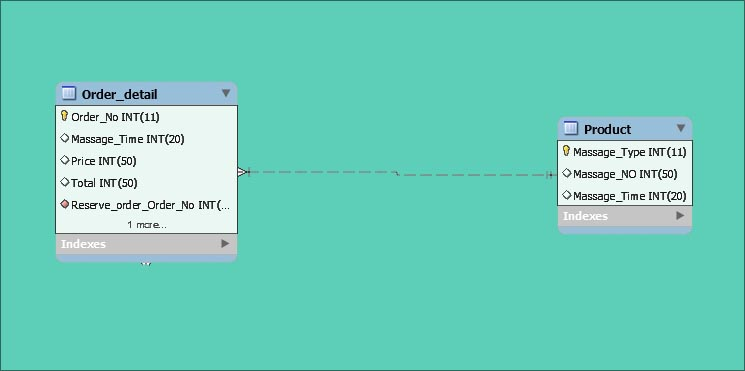 Order_detail
Order_No INT(11)
Massage_Time INT(20)
Price INT(50)
Total INT(50)
Reserve_order_Order_No INT(...
1 more...
Indexes
Product
Massage_Type INT(11)
Massage_NO INT(50)
Massage_Time INT(20)
Indexes